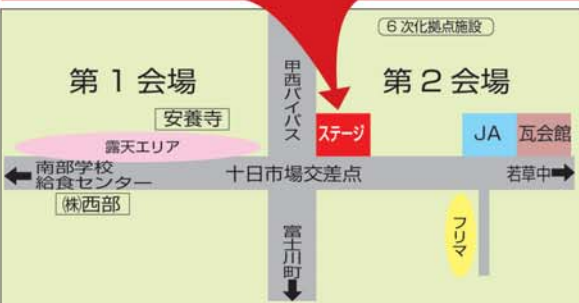 6次化拠点施設
第1会場
甲西バイパス
第2会場
安養寺
ステージ
JA
瓦会館
露天エリア
南部学校
給食センター
十日市場交差点
若草中
㈱西部
富士川町
フリマ